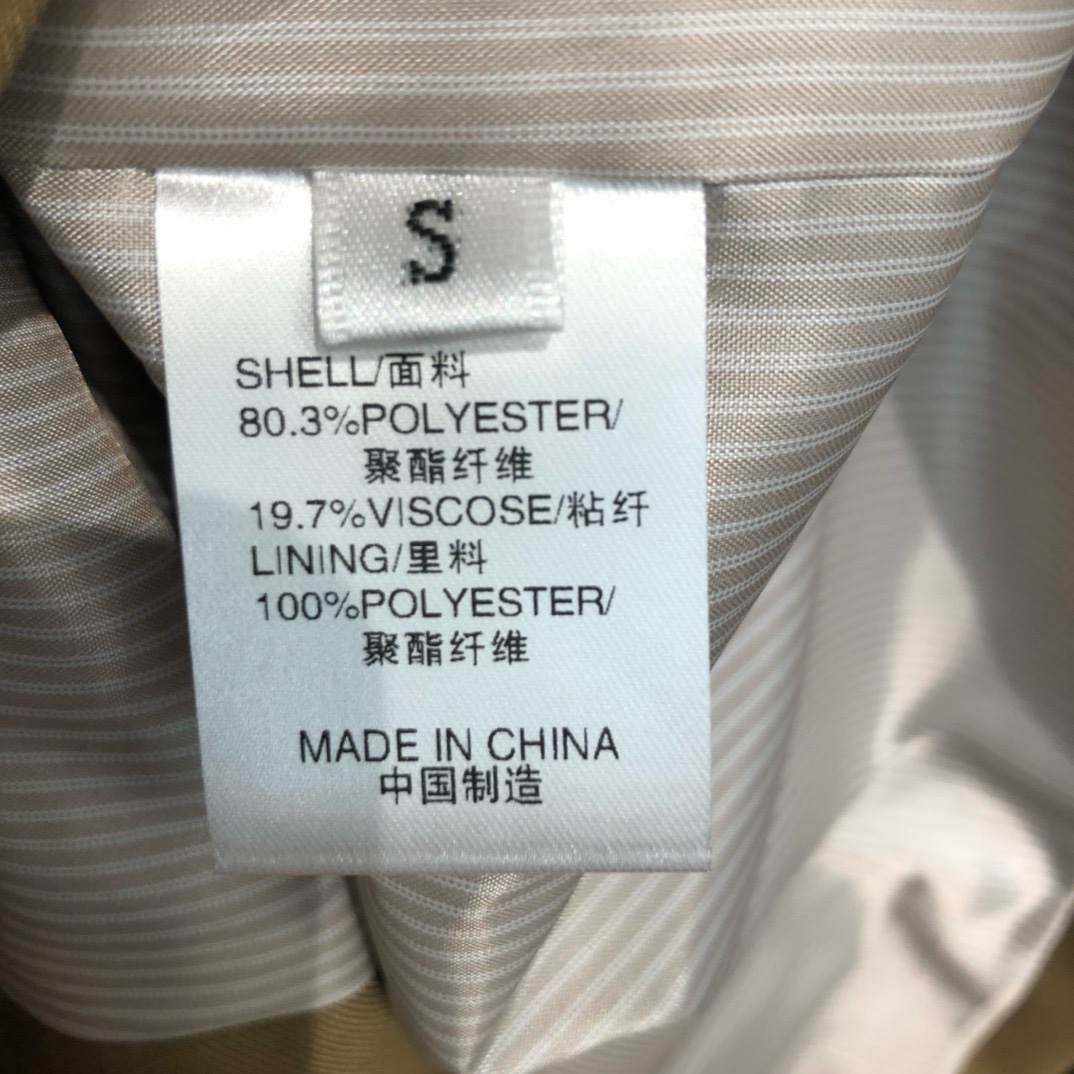 S
SHELL/面料
80.3%POLYESTER/
聚酯纤维
19.7%VISCOSE/粘纤
LINING/里料
100%POLYESTER/
聚酯纤维
MADE IN CHINA
中国制造